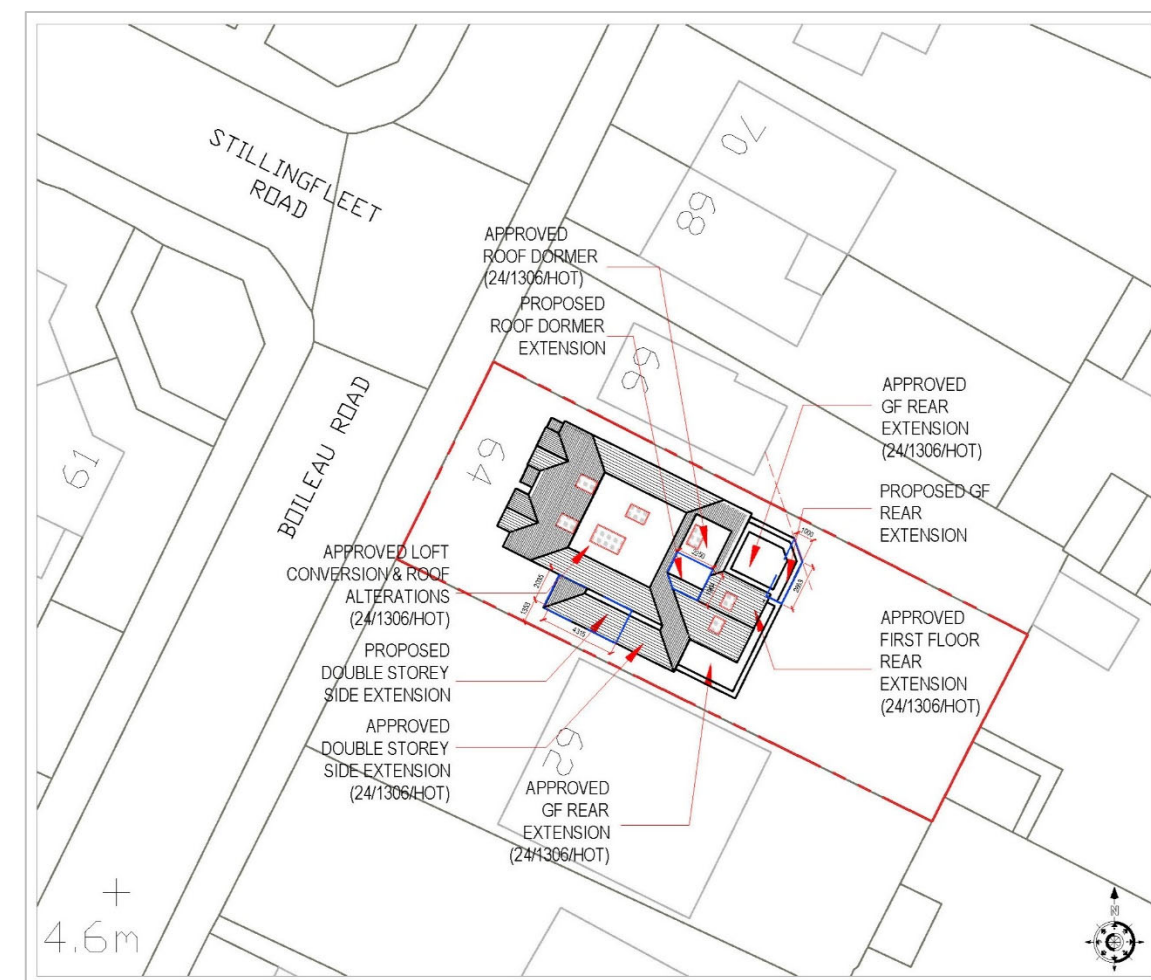 STILLINGFLEET
ROAD
70
68
APPROVED
ROOF DORMER
(24/1306/HOT)
PROPOSED
ROOF DORMER
EXTENSION
66
APPROVED
GF REAR
EXTENSION
(24/1306/HOT)
BOILEAU ROAD
61
64
PROPOSED GF
REAR
EXTENSION
1000
APPROVED LOFT
CONVERSION & ROOF
ALTERATIONS
(24/1306/HOT)
4315
PROPOSED
DOUBLE STOREY
SIDE EXTENSION
APPROVED
FIRST FLOOR
REAR
EXTENSION
(24/1306/HOT)
APPROVED
DOUBLE STOREY
SIDE EXTENSION
(24/1306/HOT)
62
APPROVED
GF REAR
EXTENSION
(24/1306/HOT)
4.6m
N